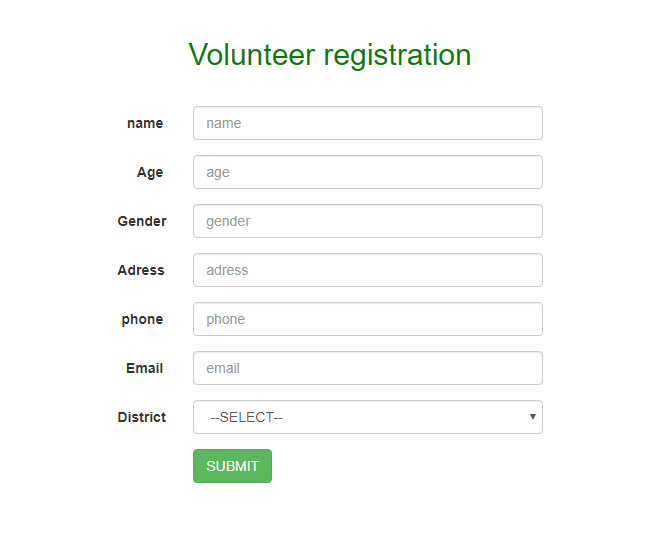 Volunteer registration
name name
Age age
Gender gender
Adress adress
phone phone
Email email
District --SELECT--
SUBMIT